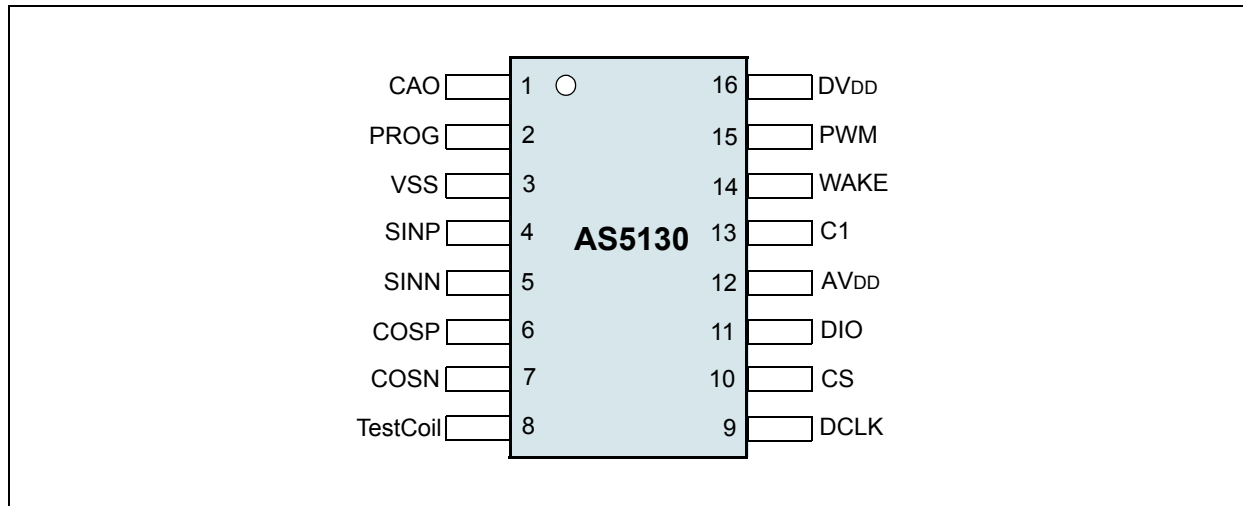 CAO 1 16 DVDD
PROG 2 15 PWM
VSS 3 14 WAKE
SINP 4 AS5130 13 C1
SINN 5 12 AVDD
COSP 6 11 DIO
COSN 7 10 CS
TestCoil 8 9 DCLK